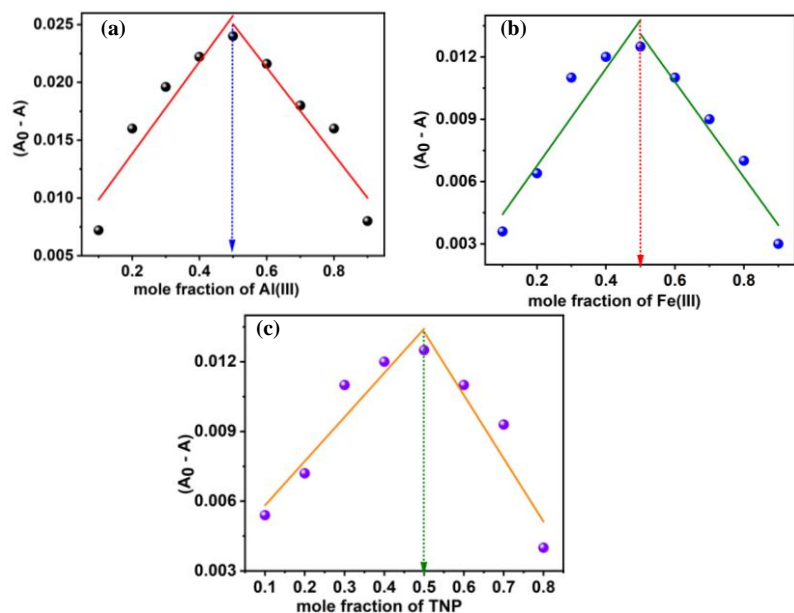 (a)
(A0 - A)
0.025
0.020
0.015
0.010
0.005
0.2 0.4 0.6 0.8
mole fraction of Al(III)
(b)
(A0 - A)
0.012
0.009
0.006
0.003
0.2 0.4 0.6 0.8
mole fraction of Fe(III)
(c)
(A0 - A)
0.012
0.009
0.006
0.003
0.1 0.2 0.3 0.4 0.5 0.6 0.7 0.8
mole fraction of TNP